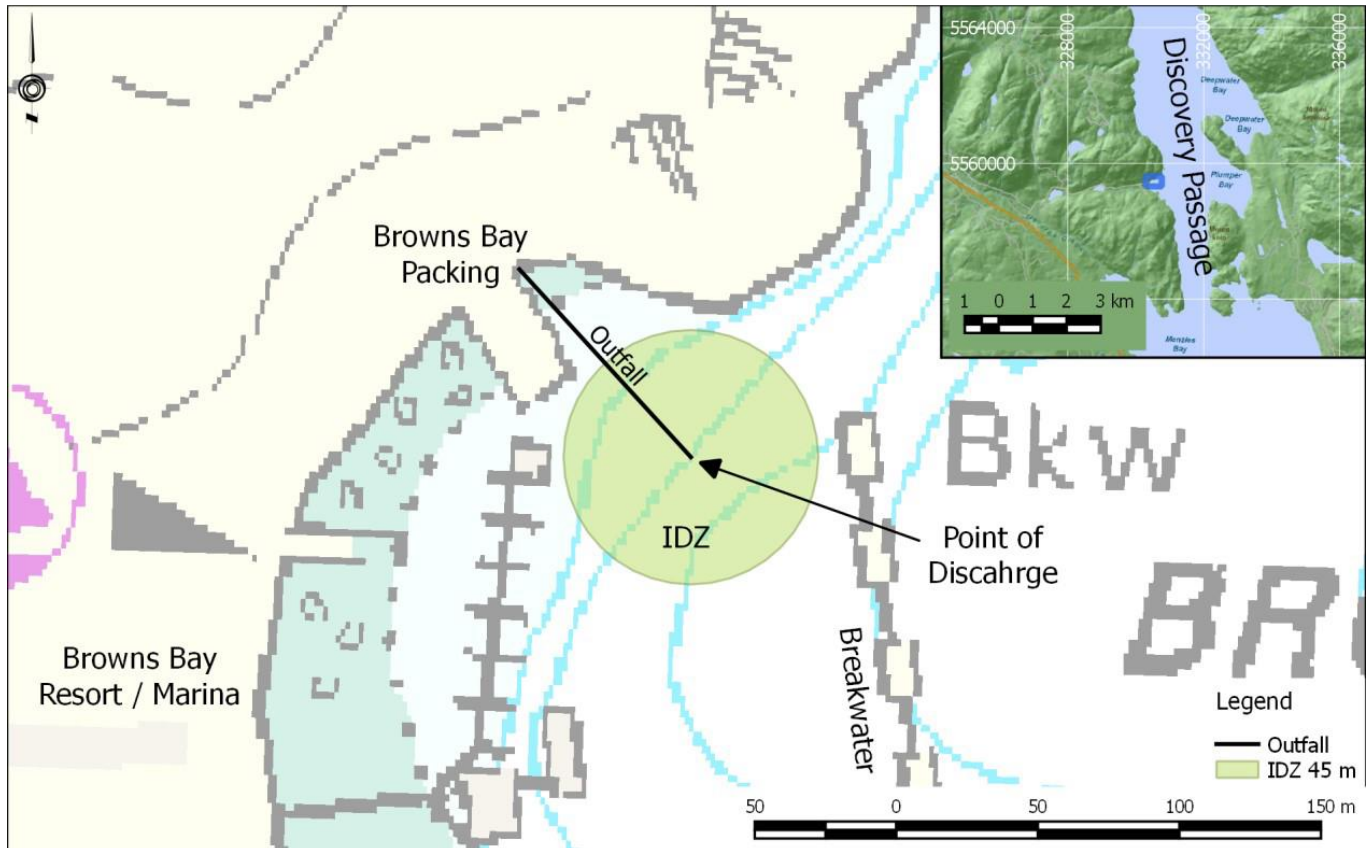 Browns Bay
Packing
Outfall
IDZ
Point of
Discahrge
Browns Bay
Resort / Marina
Breakwater
Bkw
BR
Legend
Outfall
IDZ 45 m
50 0 50 100 150 m
5564000
5560000
328000
332000
336000
Discovery Passage
Deepwater
Bay
Deepwater
Bay
Plumper
Bay
Menzies
Bay
1 0 1 2 3 km